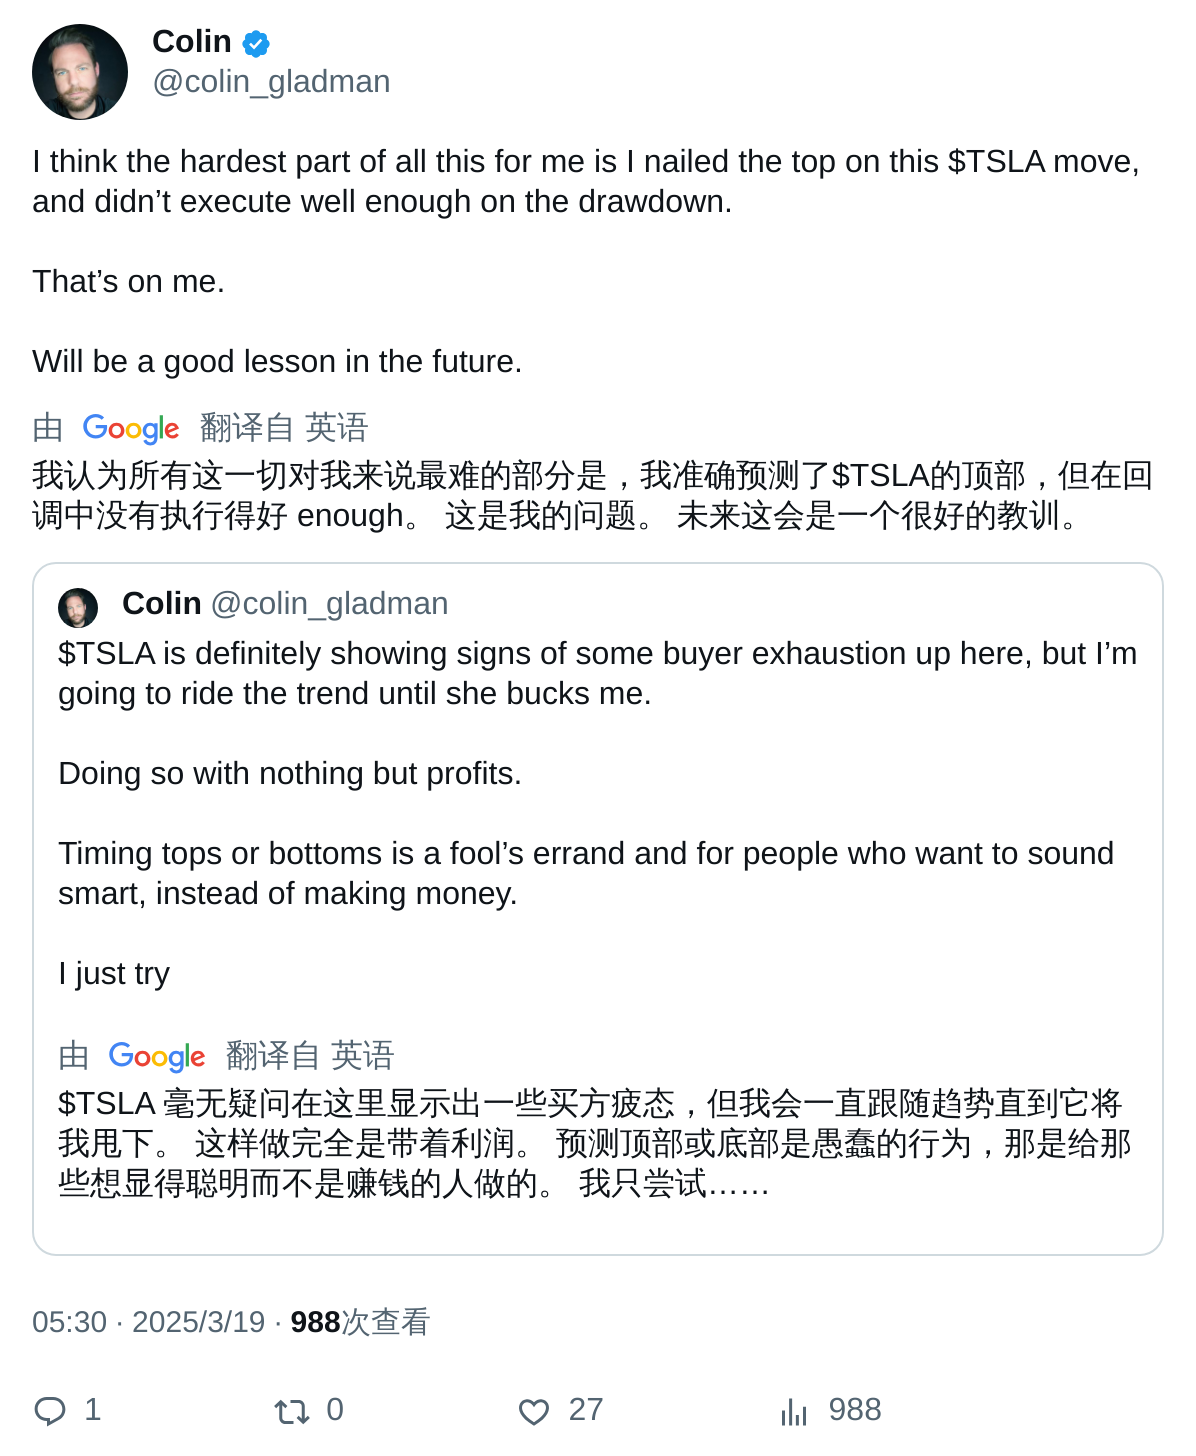 Colin
@colin_gladman
I think the hardest part of all this for me is I nailed the top on this $TSLA move,
and didn’t execute well enough on the drawdown.
That’s on me.
Will be a good lesson in the future.
由 Google 翻译自 英语
我认为所有这一切对我来说最难的部分是，我准确预测了$TSLA的顶部，但在回
调中没有执行得好 enough。 这是我的问题。 未来这会是一个很好的教训。
Colin @colin_gladman
$TSLA is definitely showing signs of some buyer exhaustion up here, but I’m
going to ride the trend until she bucks me.
Doing so with nothing but profits.
Timing tops or bottoms is a fool’s errand and for people who want to sound
smart, instead of making money.
I just try
由 Google 翻译自 英语
$TSLA 毫无疑问在这里显示出一些买方疲态，但我会一直跟随趋势直到它将
我甩下。 这样做完全是带着利润。 预测顶部或底部是愚蠢的行为，那是给那
些想显得聪明而不是赚钱的人做的。 我只尝试……
05:30 · 2025/3/19 · 988次查看
1 0 27 988